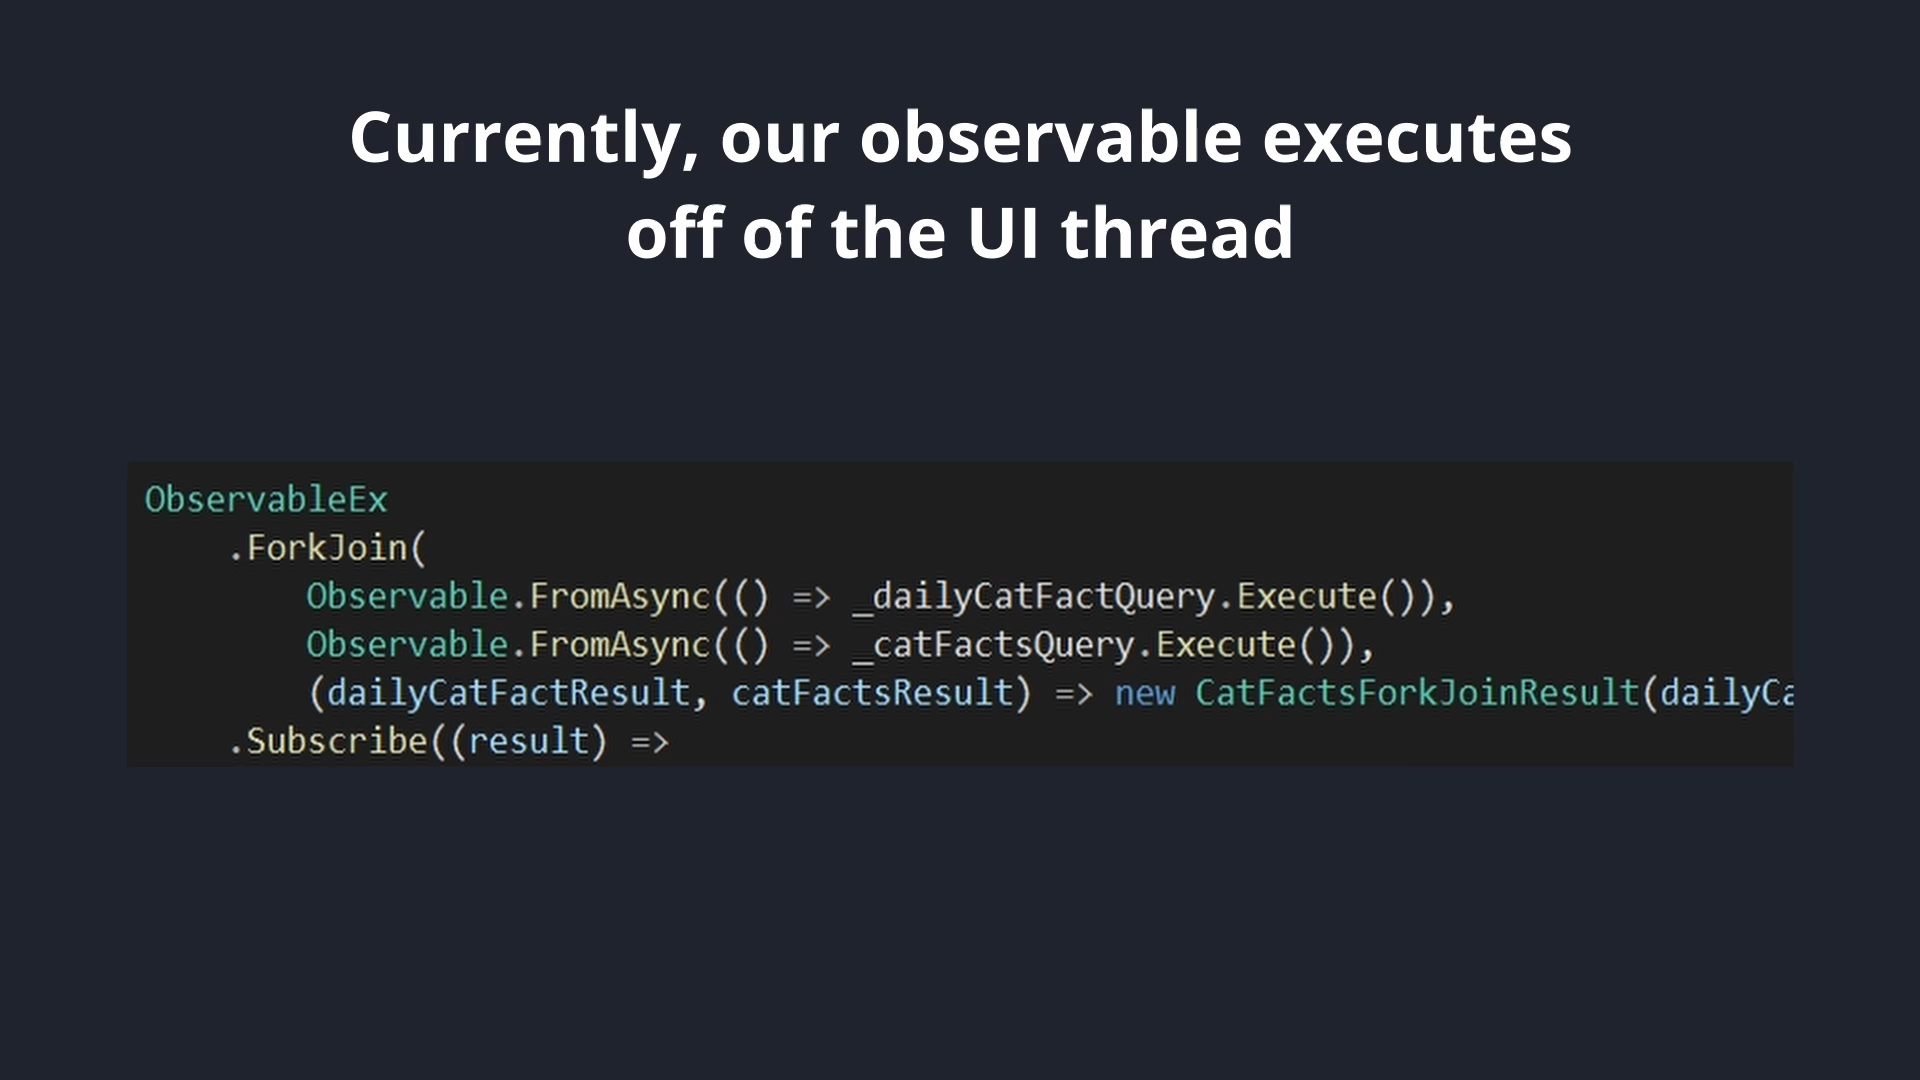 Currently, our observable executes
off of the UI thread
ObservableEx
.ForkJoin(
Observable.FromAsync(() => _dailyCatFactQuery.Execute()),
Observable.FromAsync(() => _catFactsQuery.Execute()),
(dailyCatFactResult, catFactsResult) => new CatFactsForkJoinResult(dailyCa
.Subscribe((result) =>